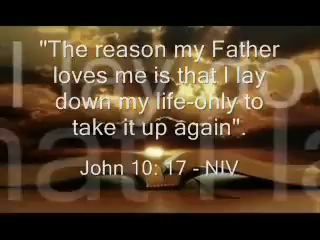 "The reason my Father
loves me is that I lay
down my life-only to
take it up again".
John 10: 17 - NIV